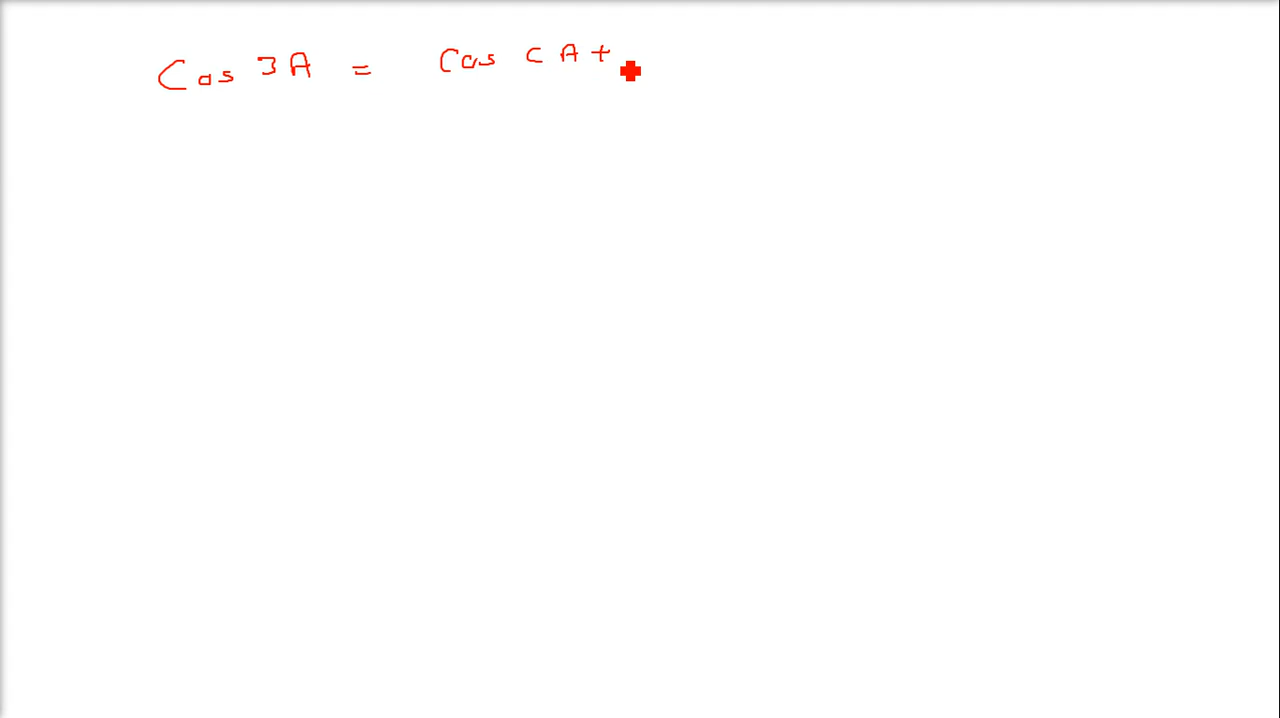 Cos 3A = Cos ( A +